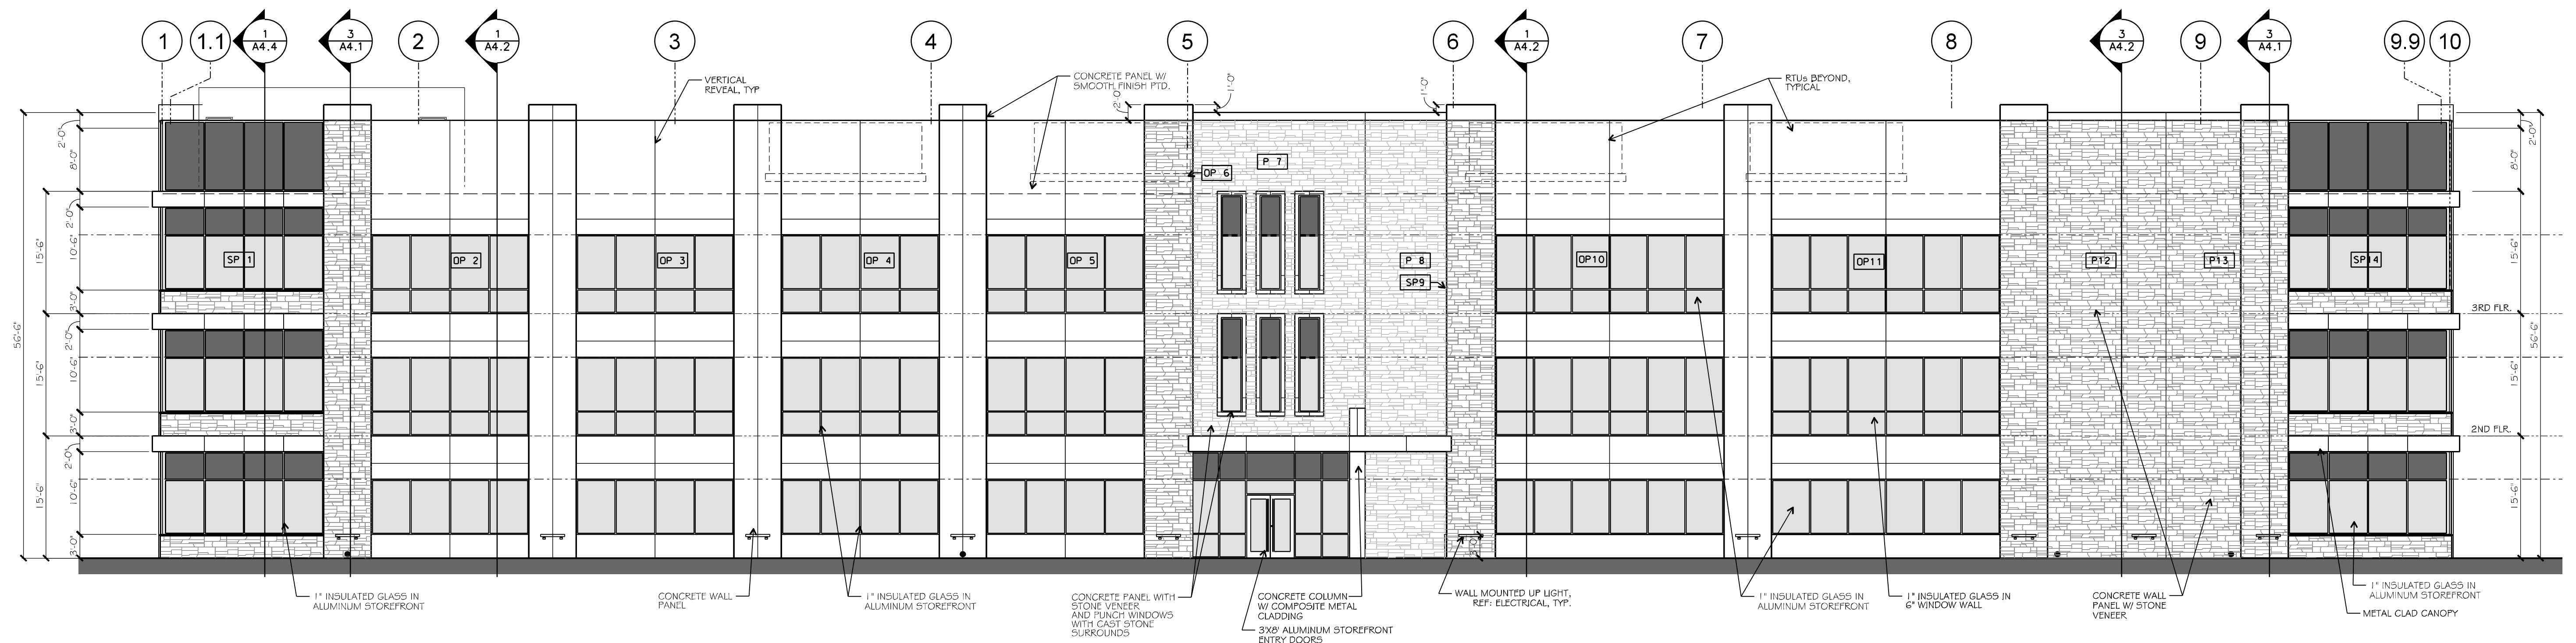 1
1.1
1
A4.4
3
A4.1
2
1
A4.2
3
4
5
6
1
A4.2
7
8
3
A4.2
9
3
A4.1
9.9
10
VERTICAL
REVEAL, TYP
CONCRETE PANEL W/
SMOOTH FINISH PTD.
2'-0"
1'-0"
1'-0"
RTUs BEYOND,
TYPICAL
2'-0"
8'-0"
2'-0"
10'-6"
3'-0"
2'-0"
10'-6"
3'-0"
2'-0"
10'-6"
3'-0"
15'-6"
15'-6"
15'-6"
56'-6"
P 7
OP 6
SP 1
OP 2
OP 3
OP 4
OP 5
P 8
SP9
OP10
OP11
P12
P13
SP14
2'-0"
8'-0"
15'-6"
3RD FLR.
15'-6"
56'-6"
2ND FLR.
15'-6"
3'-0"
1" INSULATED GLASS IN
ALUMINUM STOREFRONT
CONCRETE WALL
PANEL
1" INSULATED GLASS IN
ALUMINUM STOREFRONT
CONCRETE PANEL WITH
STONE VENEER
AND PUNCH WINDOWS
WITH CAST STONE
SURROUNDS
CONCRETE COLUMN
W/ COMPOSITE METAL
CLADDING
3'X8' ALUMINUM STOREFRONT
ENTRY DOORS
WALL MOUNTED UP LIGHT,
REF: ELECTRICAL, TYP.
1" INSULATED GLASS IN
ALUMINUM STOREFRONT
1" INSULATED GLASS IN
6" WINDOW WALL
CONCRETE WALL
PANEL W/ STONE
VENEER
1" INSULATED GLASS IN
ALUMINUM STOREFRONT
METAL CLAD CANOPY